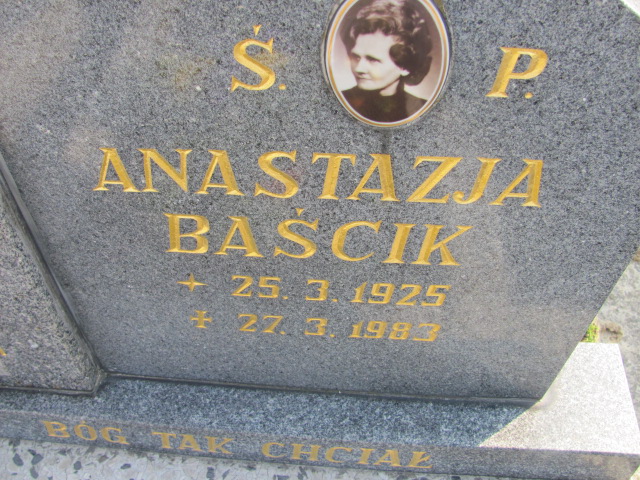 Ś. P.
ANASTAZJA
BAŚCIK
✦ 25. 3. 1925
✢ 27. 3. 1983
BÓG TAK CHCIAŁ